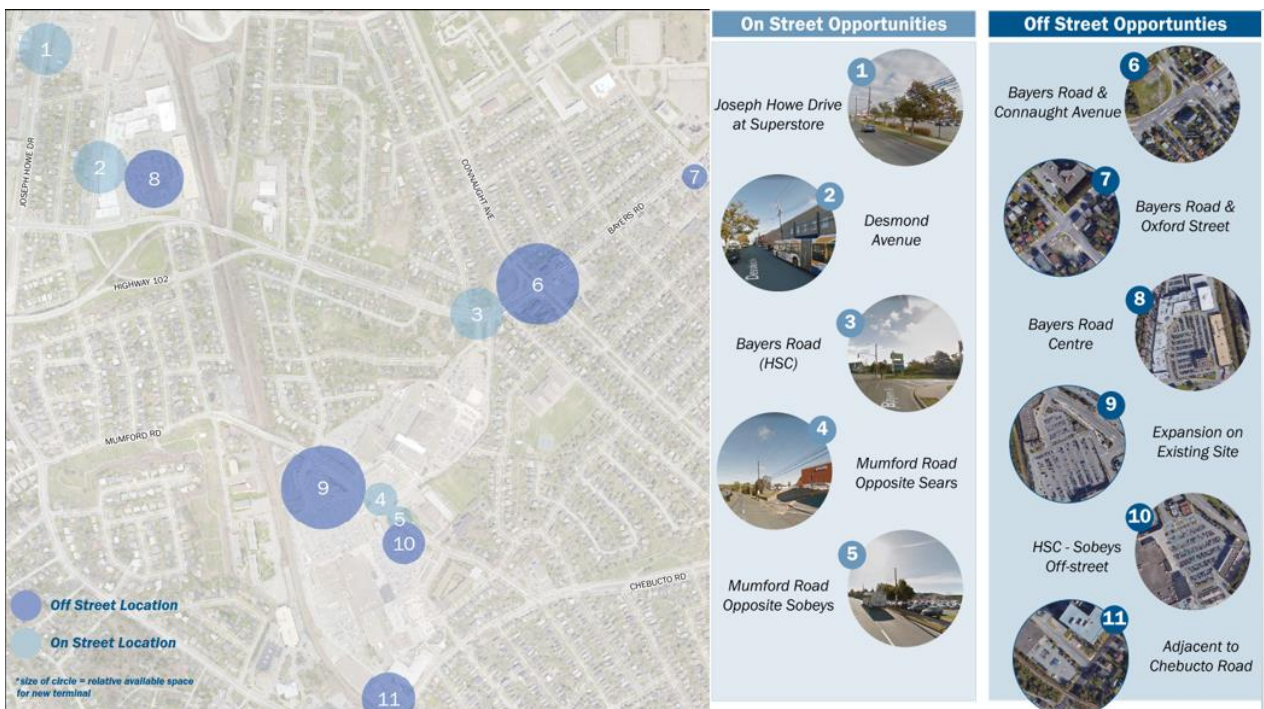 1
JOSEPH HOWE DR
2
8
HIGHWAY 102
CONNAUGHT AVE
BAYERS RD
7
6
3
MUMFORD RD
9
4
5
10
CHEBUCTO RD
11
Off Street Location
On Street Location
*size of circle = relative available space
for new terminal
On Street Opportunities
1
Joseph Howe Drive
at Superstore
2
Desmond
Avenue
3
Bayers Road
(HSC)
4
Mumford Road
Opposite Sears
5
Mumford Road
Opposite Sobeys
Off Street Opportunties
6
Bayers Road &
Connaught Avenue
7
Bayers Road &
Oxford Street
8
Bayers Road
Centre
9
Expansion on
Existing Site
10
HSC - Sobeys
Off-street
11
Adjacent to
Chebucto Road